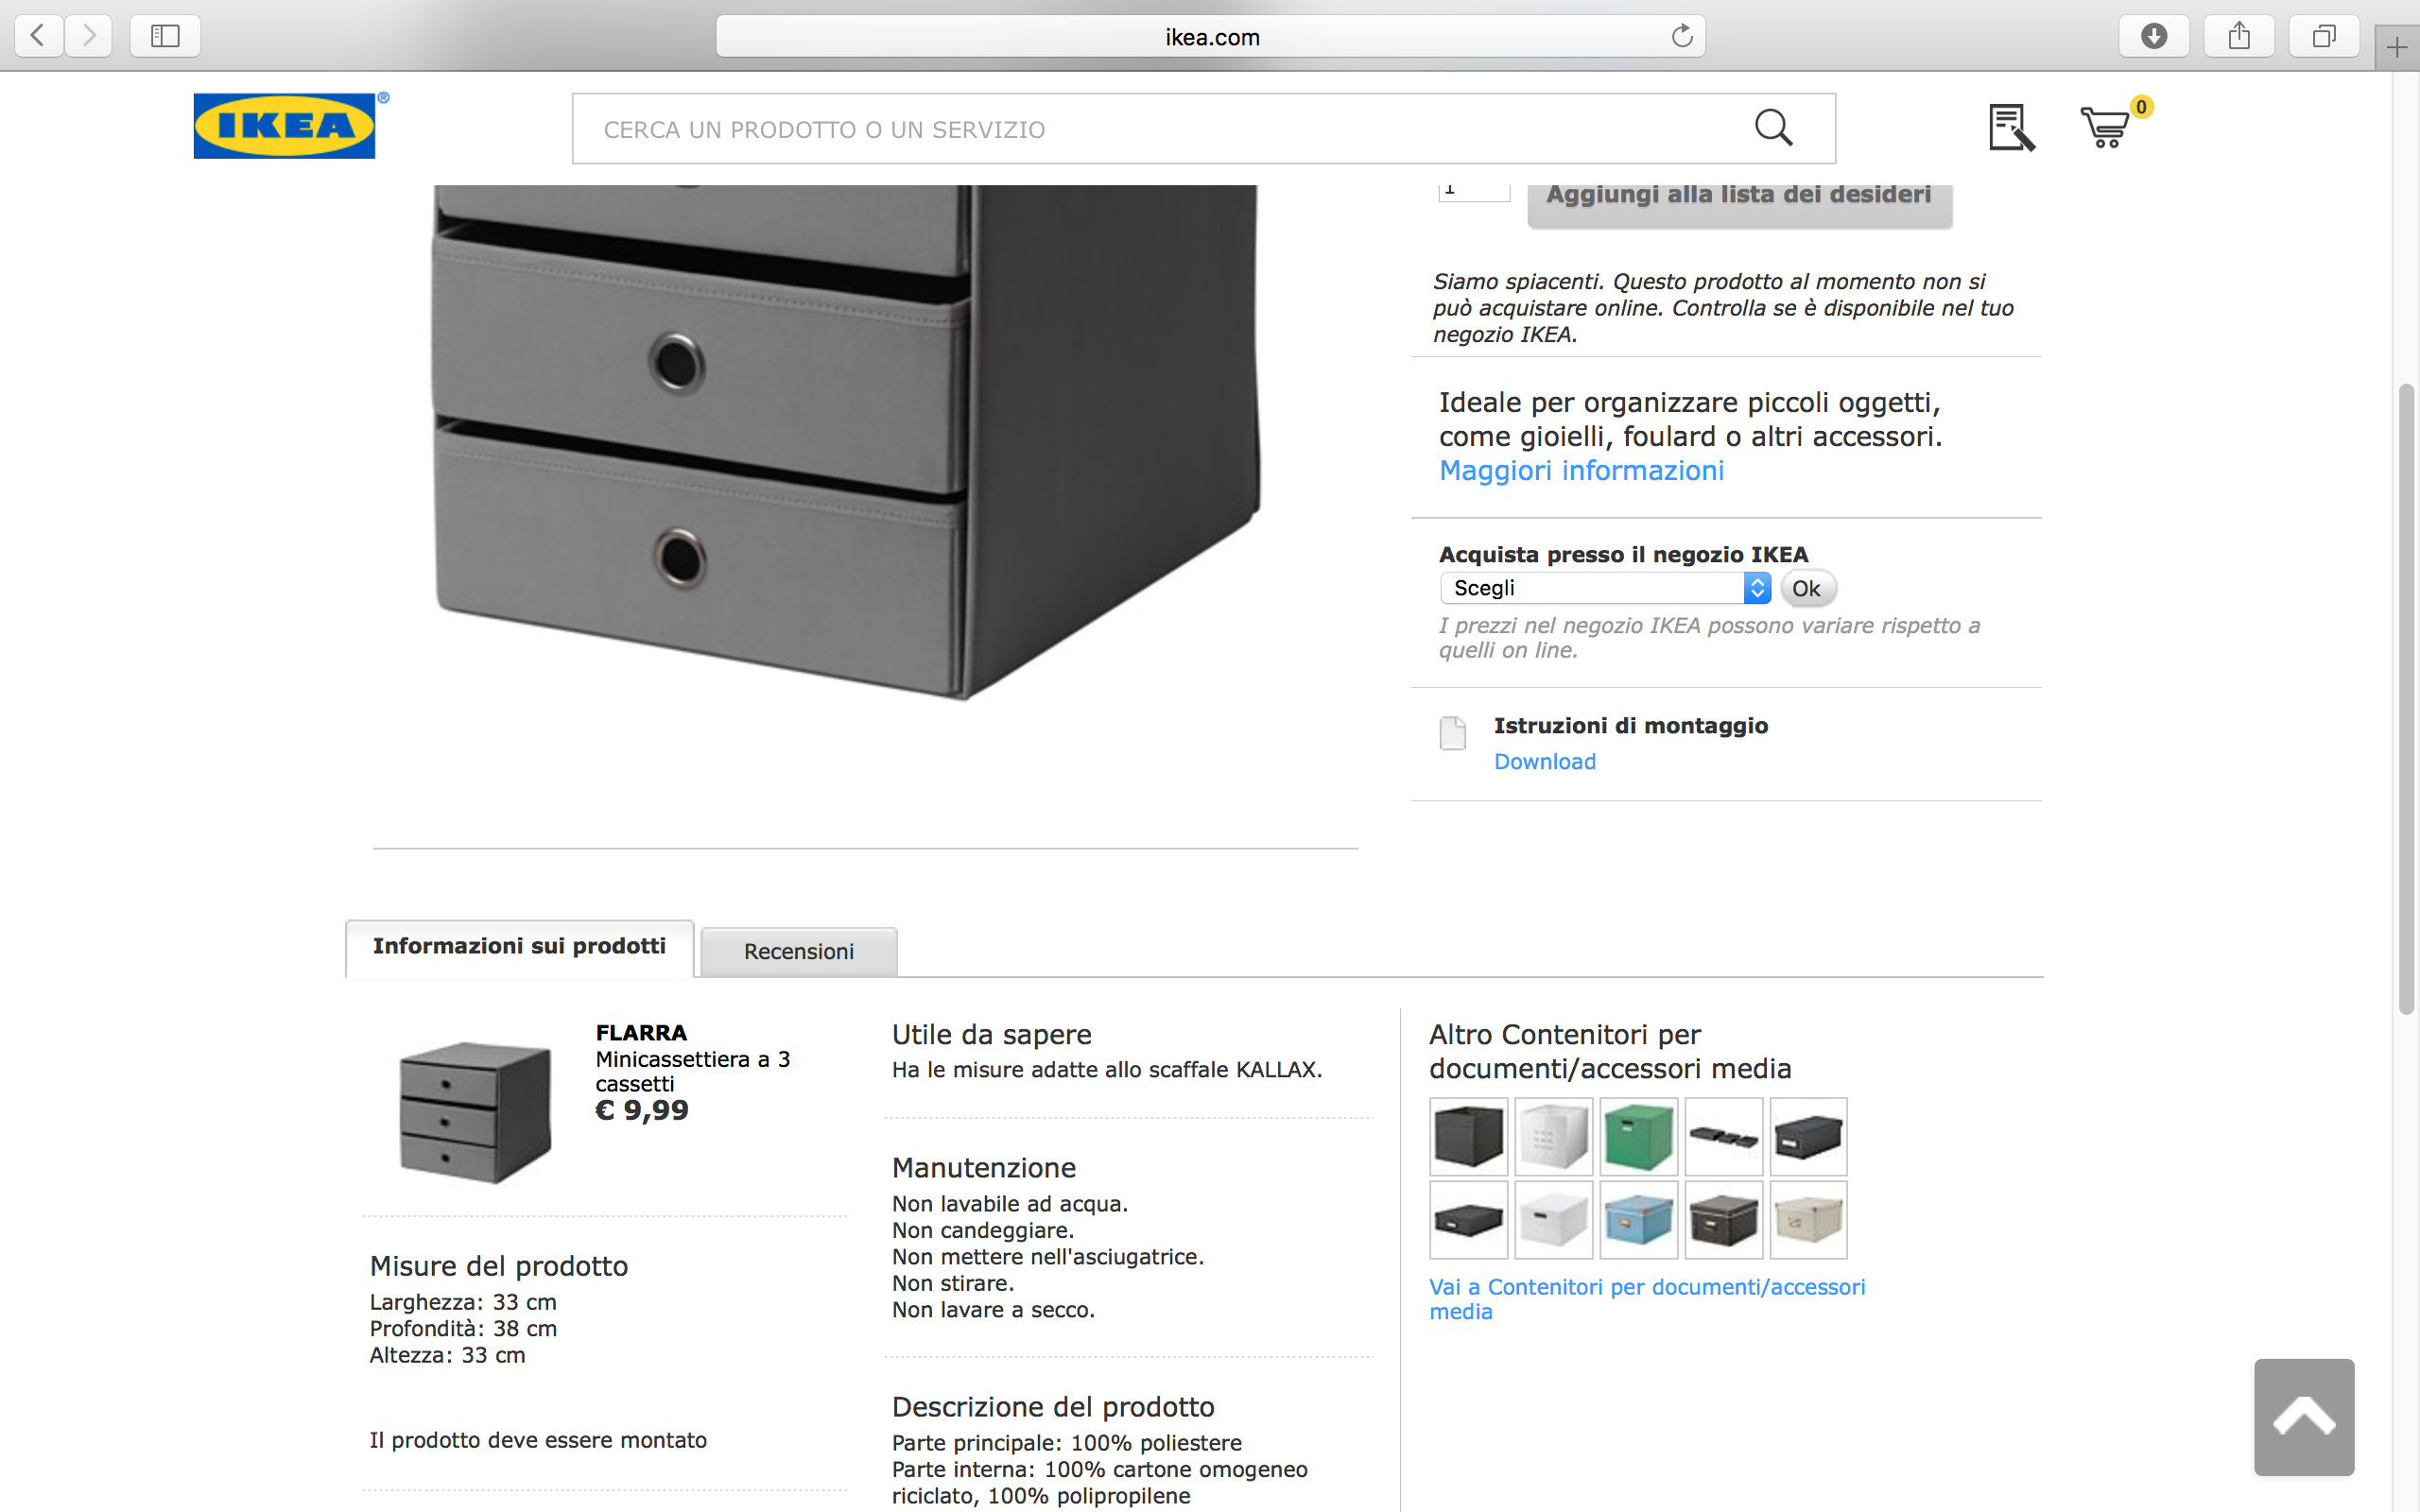 ikea.com
IKEA®
CERCA UN PRODOTTO O UN SERVIZIO
0
1
Aggiungi alla lista dei desideri
Siamo spiacenti. Questo prodotto al momento non si
può acquistare online. Controlla se è disponibile nel tuo
negozio IKEA.
Ideale per organizzare piccoli oggetti,
come gioielli, foulard o altri accessori.
Maggiori informazioni
Acquista presso il negozio IKEA
Scegli
Ok
I prezzi nel negozio IKEA possono variare rispetto a
quelli on line.
Istruzioni di montaggio
Download
Informazioni sui prodotti
Recensioni
FLARRA
Minicassettiera a 3
cassetti
€ 9,99
Misure del prodotto
Larghezza: 33 cm
Profondità: 38 cm
Altezza: 33 cm
Il prodotto deve essere montato
Utile da sapere
Ha le misure adatte allo scaffale KALLAX.
Manutenzione
Non lavabile ad acqua.
Non candeggiare.
Non mettere nell'asciugatrice.
Non stirare.
Non lavare a secco.
Descrizione del prodotto
Parte principale: 100% poliestere
Parte interna: 100% cartone omogeneo
riciclato, 100% polipropilene
Altro Contenitori per
documenti/accessori media
Vai a Contenitori per documenti/accessori
media